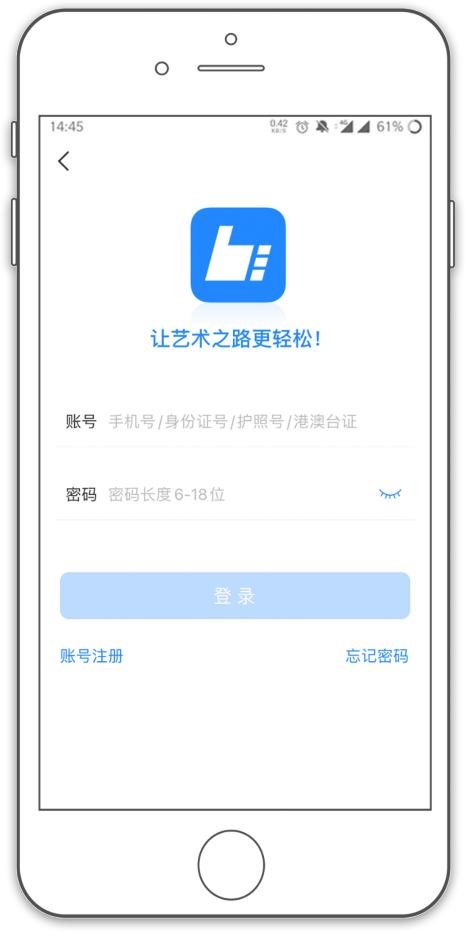 14:45 0.42 KB/S 4G 61%
让艺术之路更轻松！
账号 手机号/身份证号/护照号/港澳台证
密码 密码长度6-18位
登录
账号注册 忘记密码